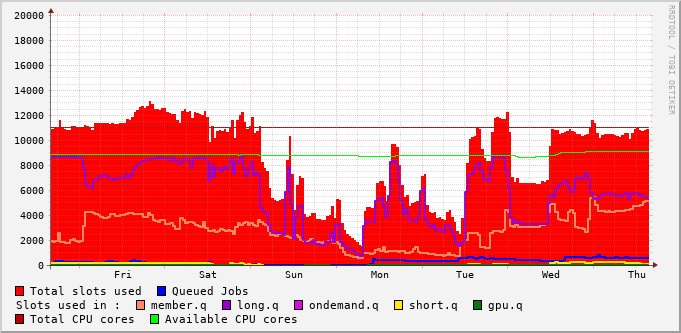 20000
18000
16000
14000
12000
10000
8000
6000
4000
2000
0
Fri Sat Sun Mon Tue Wed Thu
RRDTOOL / TOBI OETIKER
Total slots used Queued Jobs
Slots used in : member.q long.q ondemand.q short.q gpu.q
Total CPU cores Available CPU cores